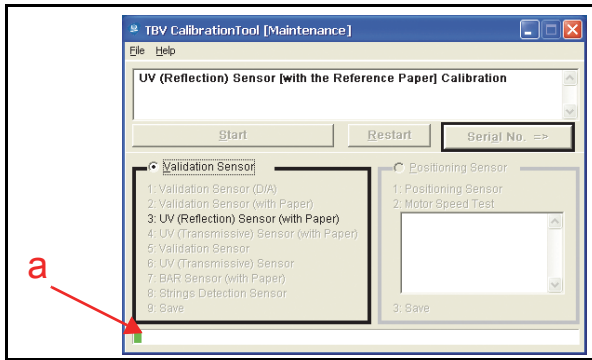 TBV CalibrationTool [Maintenance]
File Help
UV (Reflection) Sensor [with the Reference Paper] Calibration
Start Restart Serial No. =>
Validation Sensor
1: Validation Sensor (D/A)
2: Validation Sensor (with Paper)
3: UV (Reflection) Sensor (with Paper)
4: UV (Transmissive) Sensor (with Paper)
5: Validation Sensor
6: UV (Transmissive) Sensor
7: BAR Sensor (with Paper)
8: Strings Detection Sensor
9: Save
Positioning Sensor
1: Positioning Sensor
2: Motor Speed Test
3: Save
a